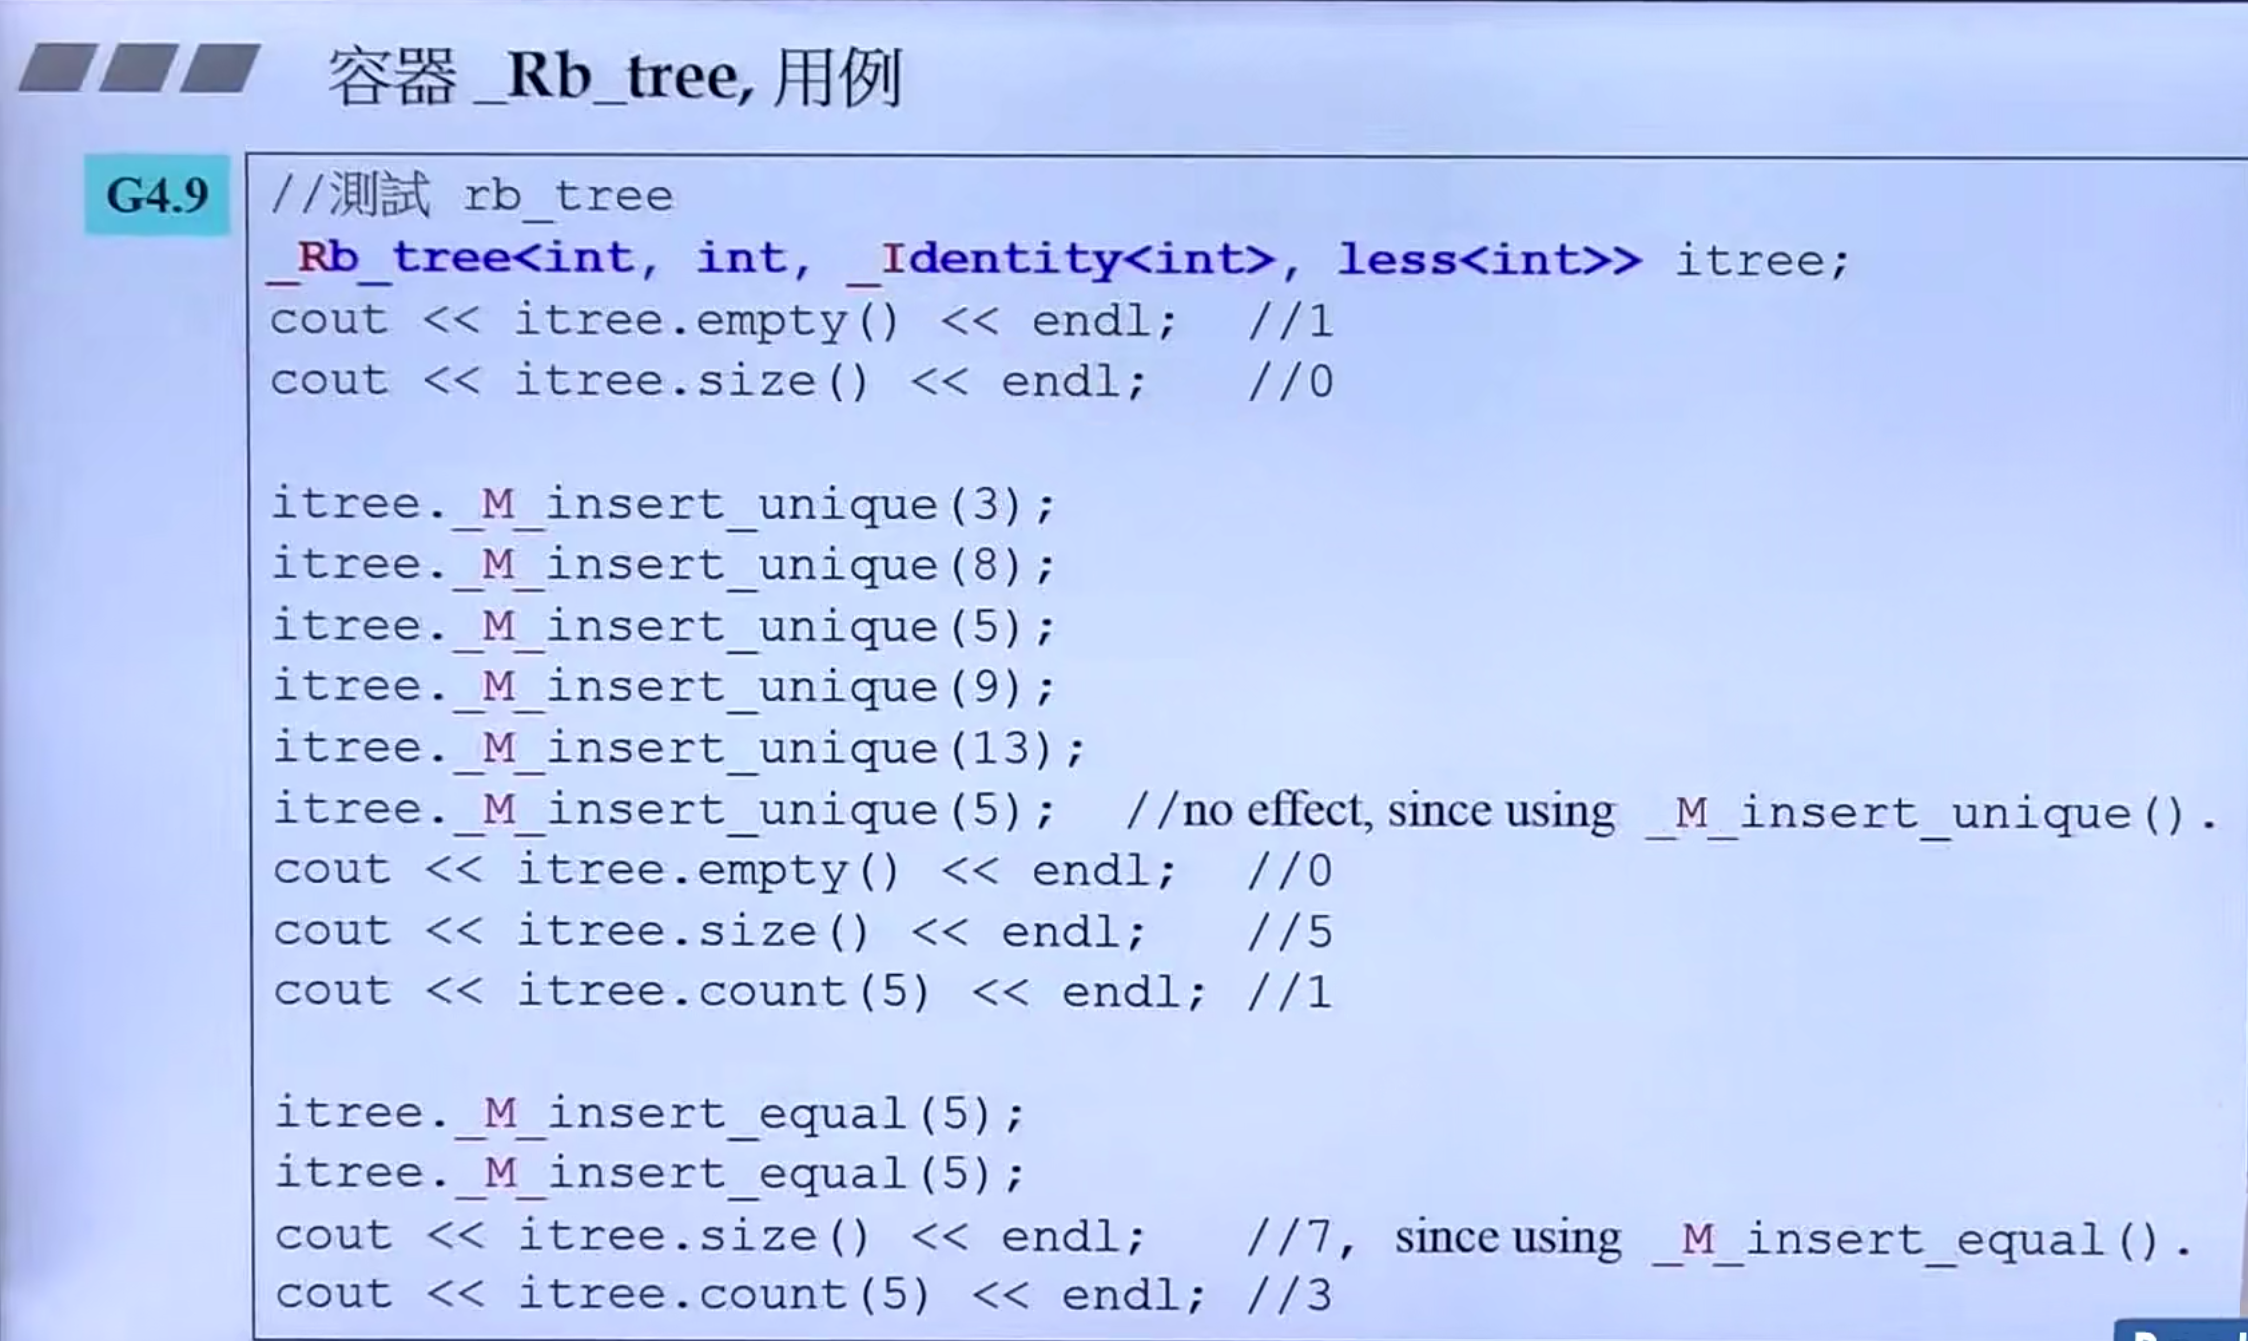 容器 _Rb_tree, 用例
G4.9
//測試 rb_tree
_Rb_tree<int, int, _Identity<int>, less<int>> itree;
cout << itree.empty() << endl; //1
cout << itree.size() << endl; //0
itree._M_insert_unique(3);
itree._M_insert_unique(8);
itree._M_insert_unique(5);
itree._M_insert_unique(9);
itree._M_insert_unique(13);
itree._M_insert_unique(5); //no effect, since using _M_insert_unique().
cout << itree.empty() << endl; //0
cout << itree.size() << endl; //5
cout << itree.count(5) << endl; //1
itree._M_insert_equal(5);
itree._M_insert_equal(5);
cout << itree.size() << endl; //7, since using _M_insert_equal().
cout << itree.count(5) << endl; //3